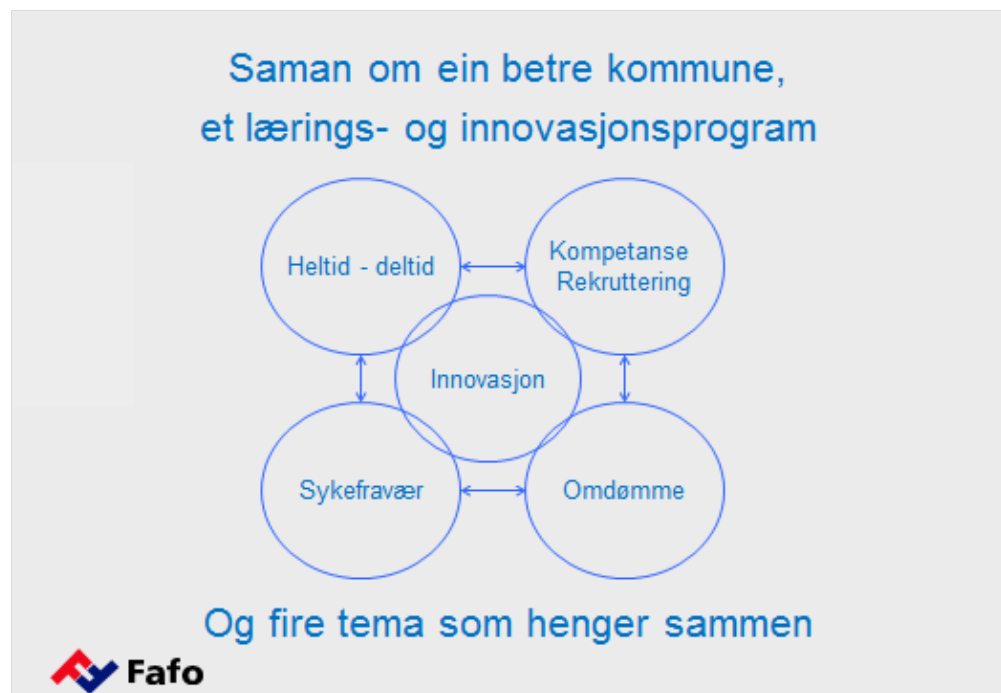 Saman om ein betre kommune,
et lærings- og innovasjonsprogram
Heltid - deltid
Kompetanse
Rekruttering
Innovasjon
Sykefravær
Omdømme
Og fire tema som henger sammen
Fafo